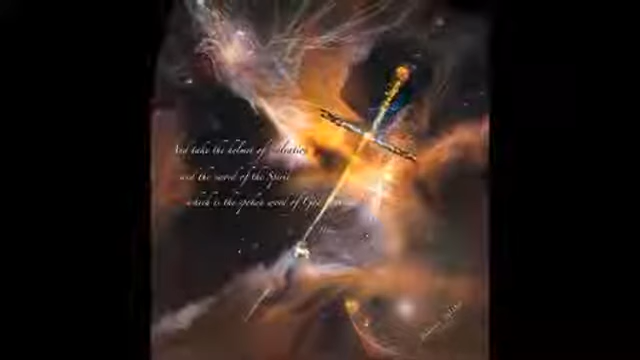 And take the helmet of salvation
and the sword of the Spirit
which is the spoken word of God